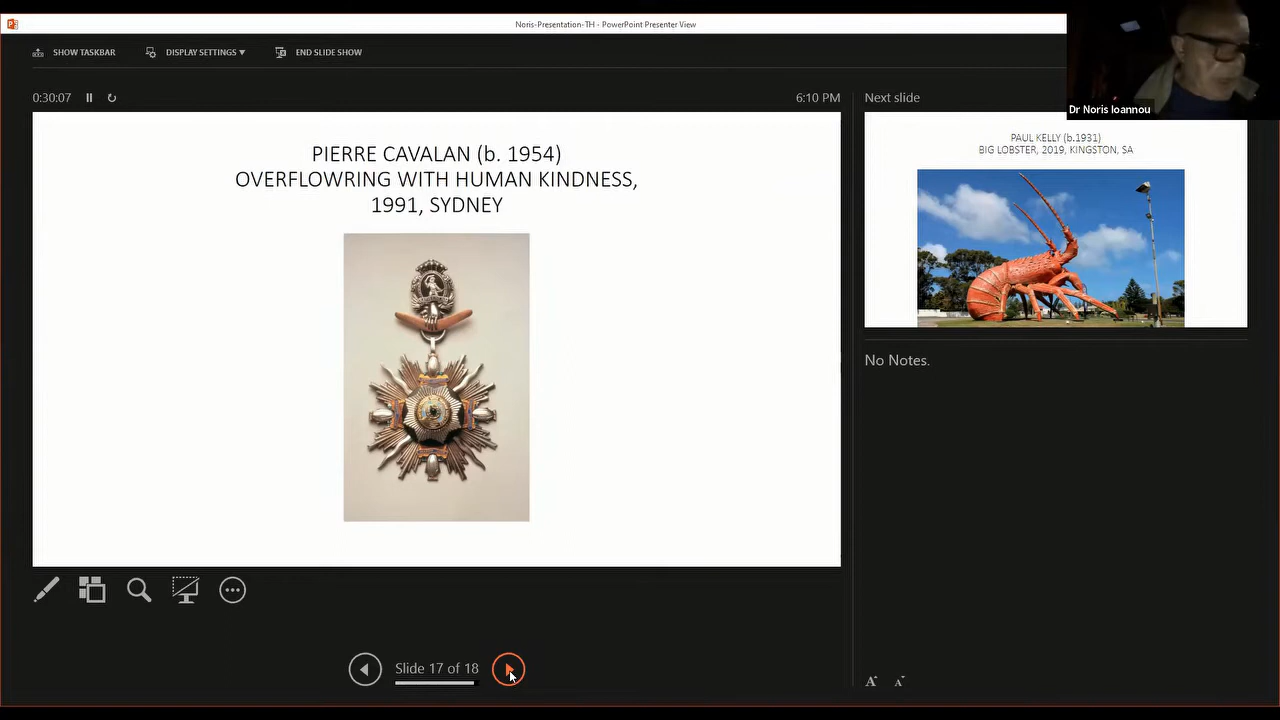 Noris-Presentation-TH - PowerPoint Presenter View
SHOW TASKBAR
DISPLAY SETTINGS ▼
END SLIDE SHOW
Dr Noris Ioannou
0:30:07
6:10 PM
Next slide
PIERRE CAVALAN (b. 1954)
OVERFLOWRING WITH HUMAN KINDNESS,
1991, SYDNEY
PAUL KELLY (b.1931)
BIG LOBSTER, 2019, KINGSTON, SA
No Notes.
Slide 17 of 18
A A